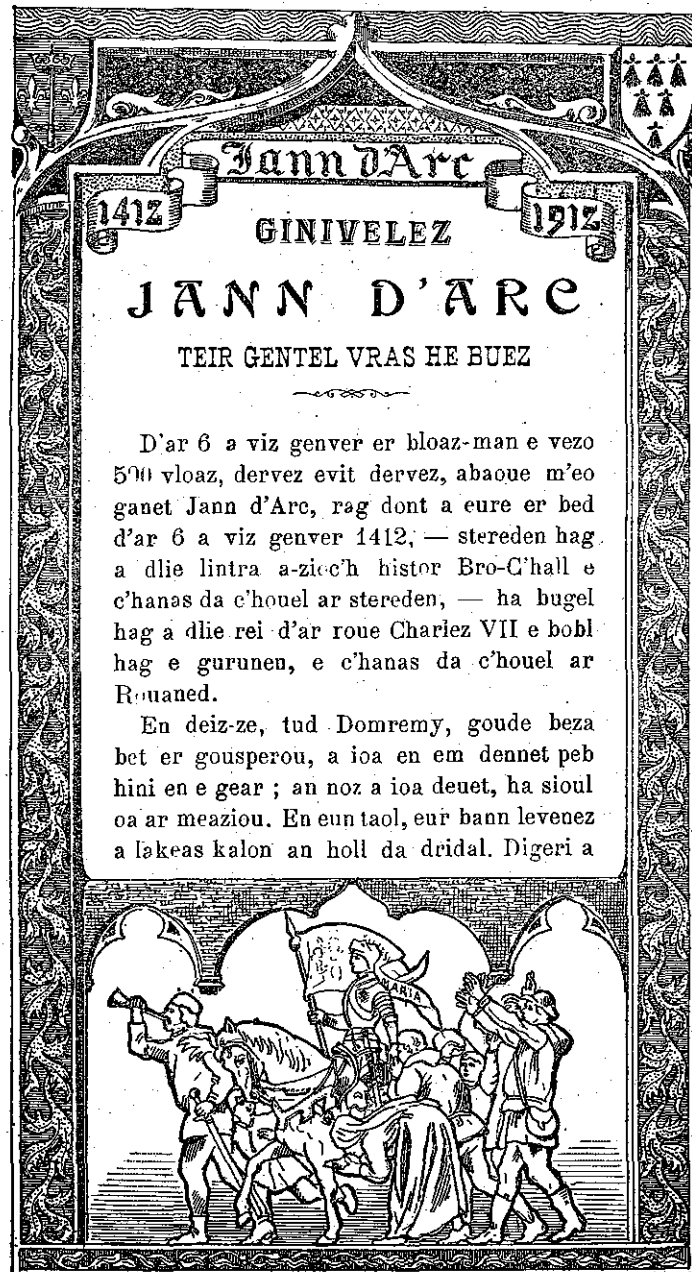 Jann d'Arc
1412
1912
GINIVELEZ
JANN D'ARC
TEIR GENTEL VRAS HE BUEZ
D'ar 6 a viz genver er bloaz-man e vezo
500 vloaz, dervez evit dervez, abaoue m'eo
ganet Jann d'Arc, rag dont a eure er bed
d'ar 6 a viz genver 1412, — stereden hag
a dlie lintra a-zioc'h histor Bro-C'hall e
c'hanas da c'houel ar stereden, — ha bugel
hag a dlie rei d'ar roue Charlez VII e bobl
hag e gurunen, e c'hanas da c'houel ar
Rouaned.
En deiz-ze, tud Domremy, goude beza
bet er gousperou, a ioa en em dennet peb
hini en e gear ; an noz a ioa deuet, ha sioul
oa ar meaziou. En eun taol, eur bann levenez
a lakeas kalon an holl da dridal. Digeri a
MARIA